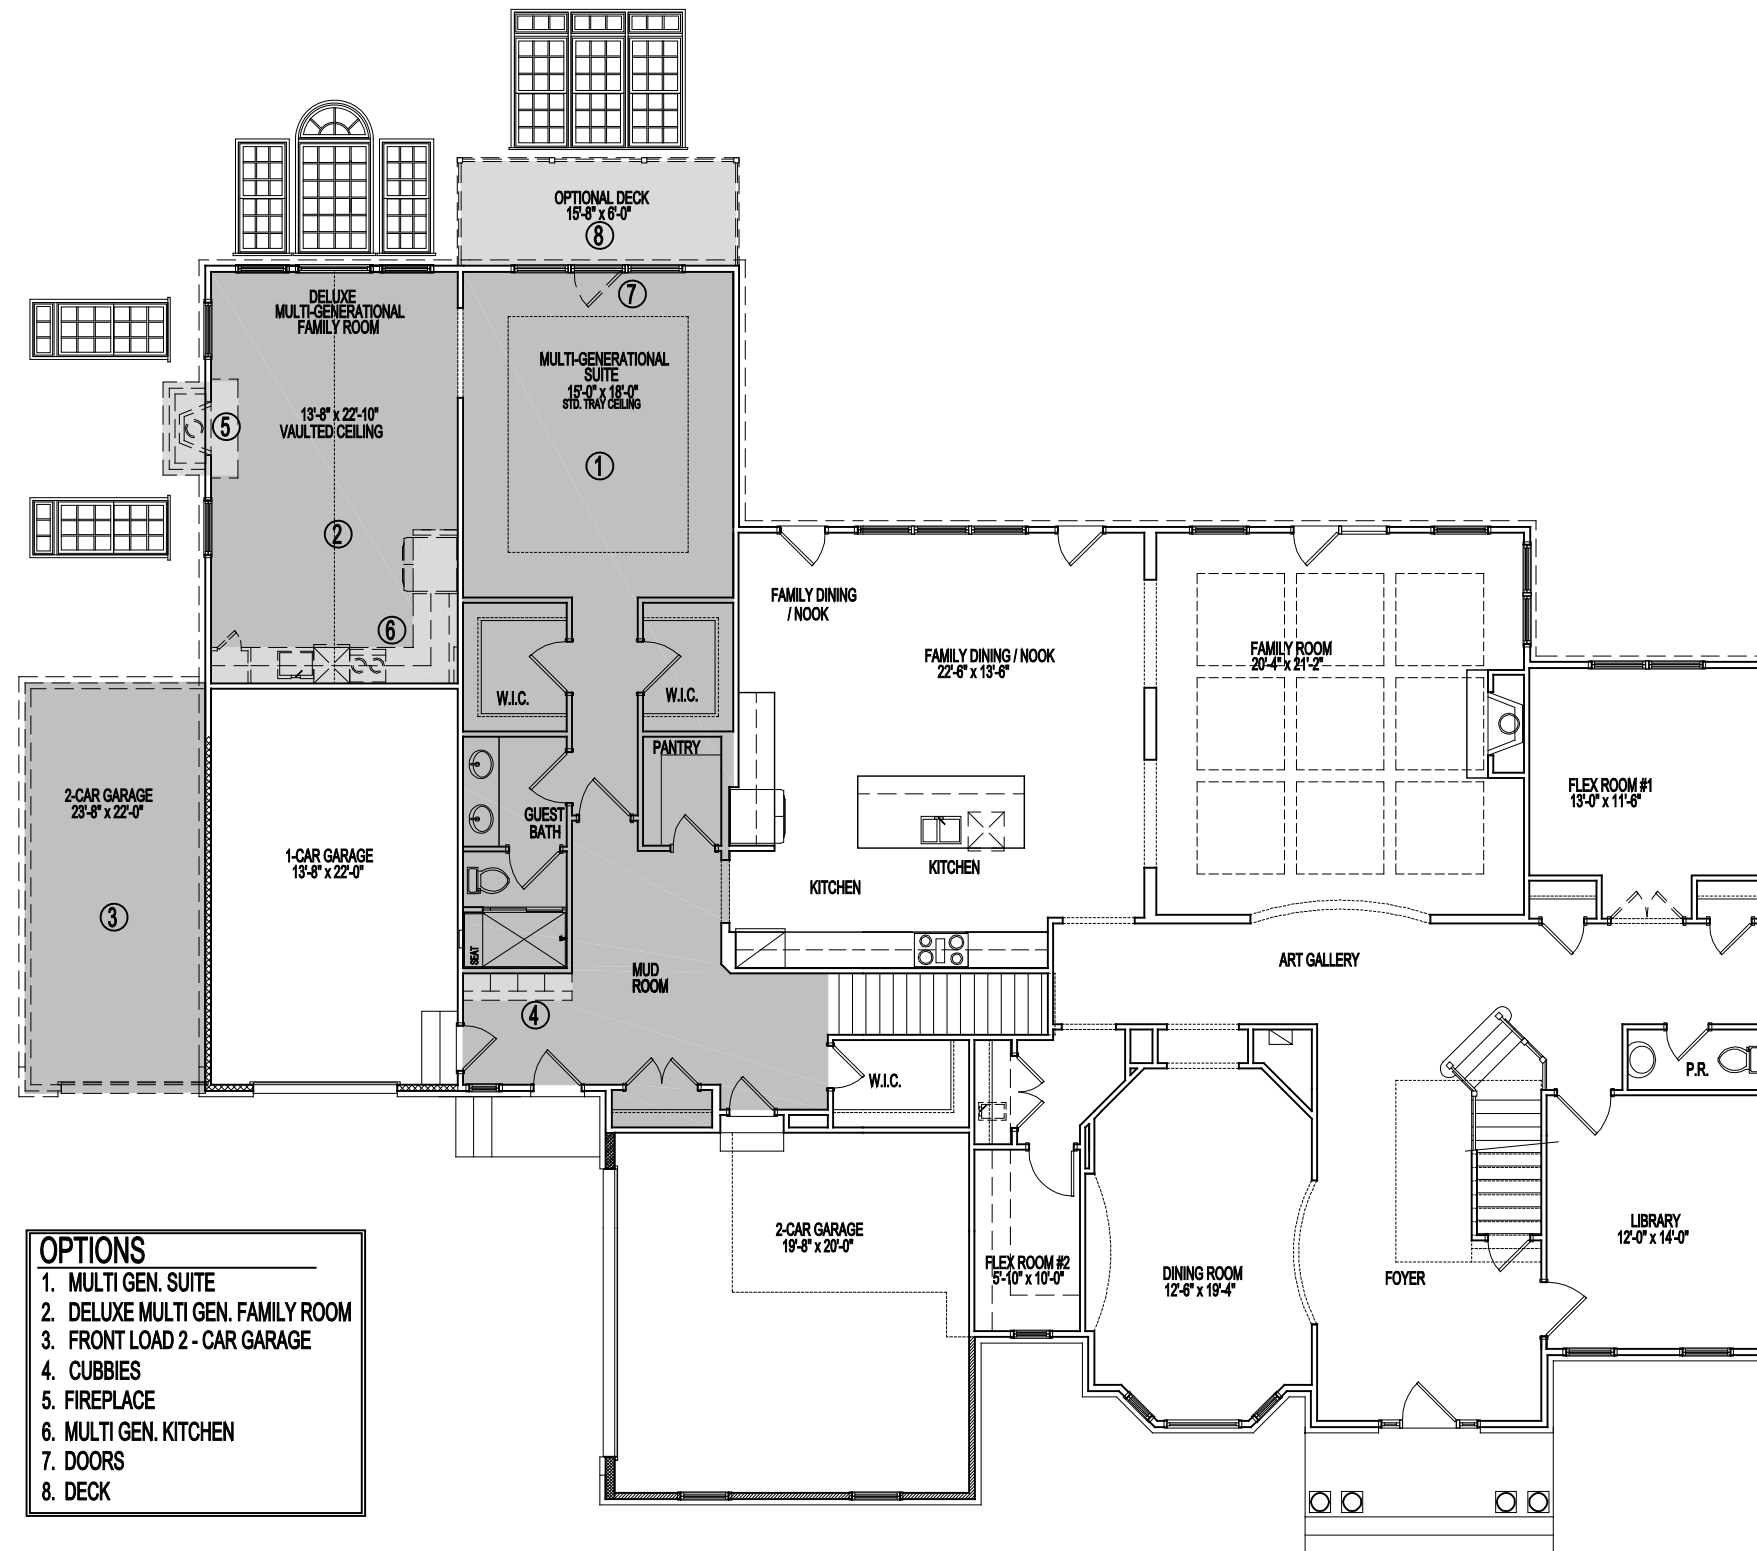 OPTIONAL DECK
15'-8" x 6'-0"
8
DELUXE
MULTI-GENERATIONAL
FAMILY ROOM
7
MULTI-GENERATIONAL
SUITE
15'-0" x 18'-0"
STD. TRAY CEILING
13'-8" x 22'-10"
VAULTED CEILING
5
1
2
6
FAMILY DINING
/ NOOK
FAMILY DINING / NOOK
22'-6" x 13'-6"
FAMILY ROOM
20'-4" x 21'-2"
W.I.C.
W.I.C.
PANTRY
2-CAR GARAGE
23'-8" x 22'-0"
3
1-CAR GARAGE
13'-8" x 22'-0"
GUEST
BATH
SEAT
KITCHEN
KITCHEN
FLEX ROOM #1
13'-0" x 11'-6"
MUD
ROOM
4
ART GALLERY
W.I.C.
P.R.
2-CAR GARAGE
19'-8" x 20'-0"
FLEX ROOM #2
5'-10" x 10'-0"
DINING ROOM
12'-6" x 19'-4"
FOYER
LIBRARY
12'-0" x 14'-0"
OPTIONS
1. MULTI GEN. SUITE
2. DELUXE MULTI GEN. FAMILY ROOM
3. FRONT LOAD 2 - CAR GARAGE
4. CUBBIES
5. FIREPLACE
6. MULTI GEN. KITCHEN
7. DOORS
8. DECK